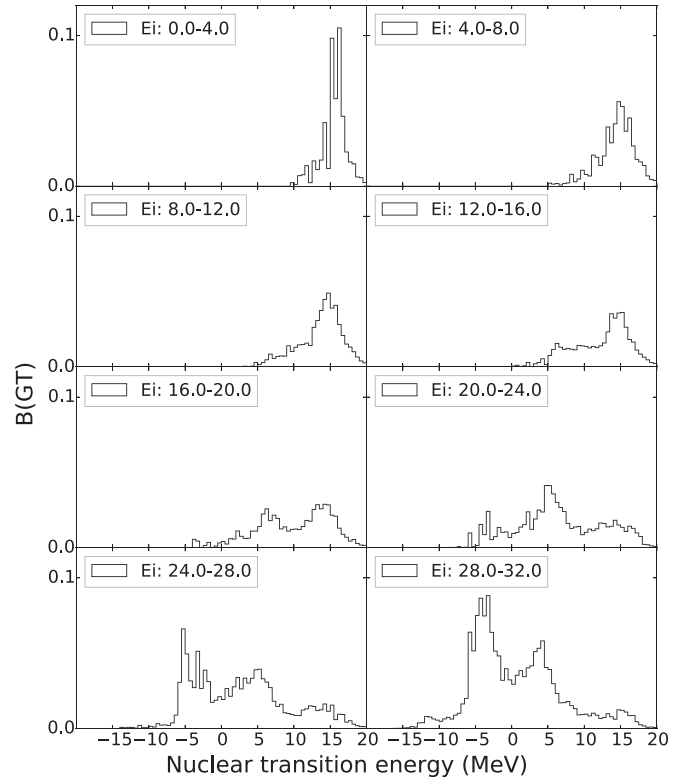 0.1
Ei: 0.0-4.0
Ei: 4.0-8.0
0.0
0.1
Ei: 8.0-12.0
Ei: 12.0-16.0
0.0
0.1
Ei: 16.0-20.0
Ei: 20.0-24.0
B(GT)
0.0
0.1
Ei: 24.0-28.0
Ei: 28.0-32.0
0.0
−15−10 −5 0 5 10 15 20 −15−10 −5 0 5 10 15 20
Nuclear transition energy (MeV)